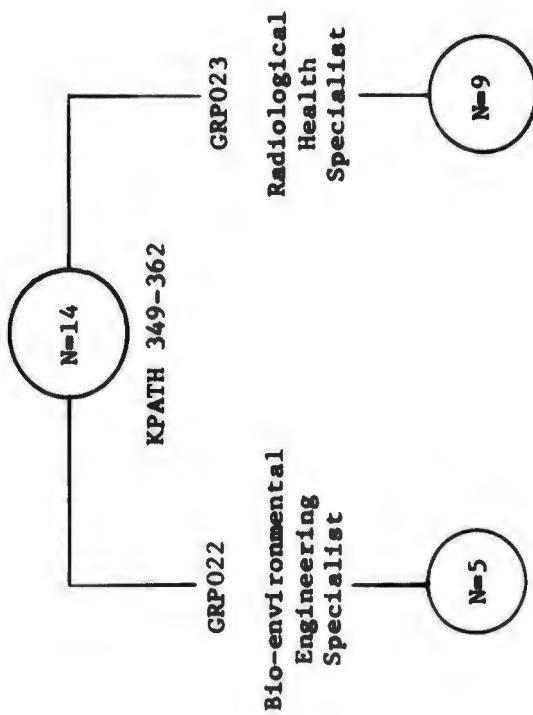 N=14
KPATH 349-362
GRP022
Bio-environmental
Engineering
Specialist
N=5
GRP023
Radiological
Health
Specialist
N=9